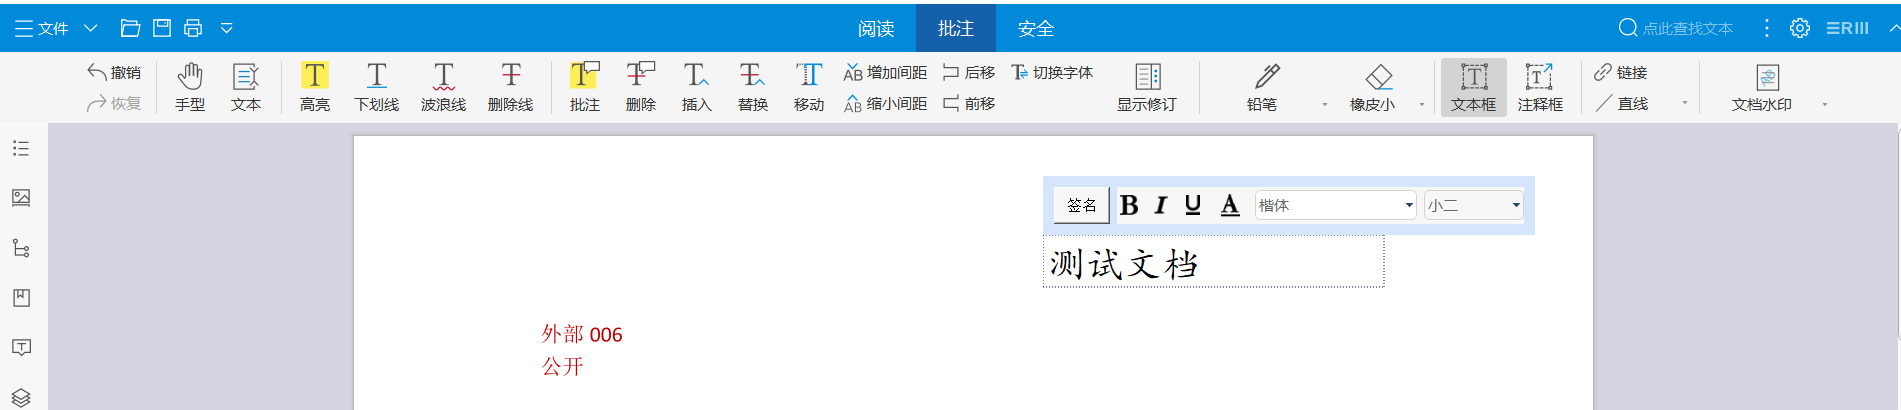 文件 阅读 批注 安全 点此查找文本
撤销 恢复 手型 文本 高亮 下划线 波浪线 删除线 批注 删除 插入 替换 移动 增加间距 缩小间距 后移 前移 切换字体 显示修订 铅笔 橡皮小 文本框 注释框 链接 直线 文档水印
签名 B I U A 楷体 小二
测试文档
外部 006
公开